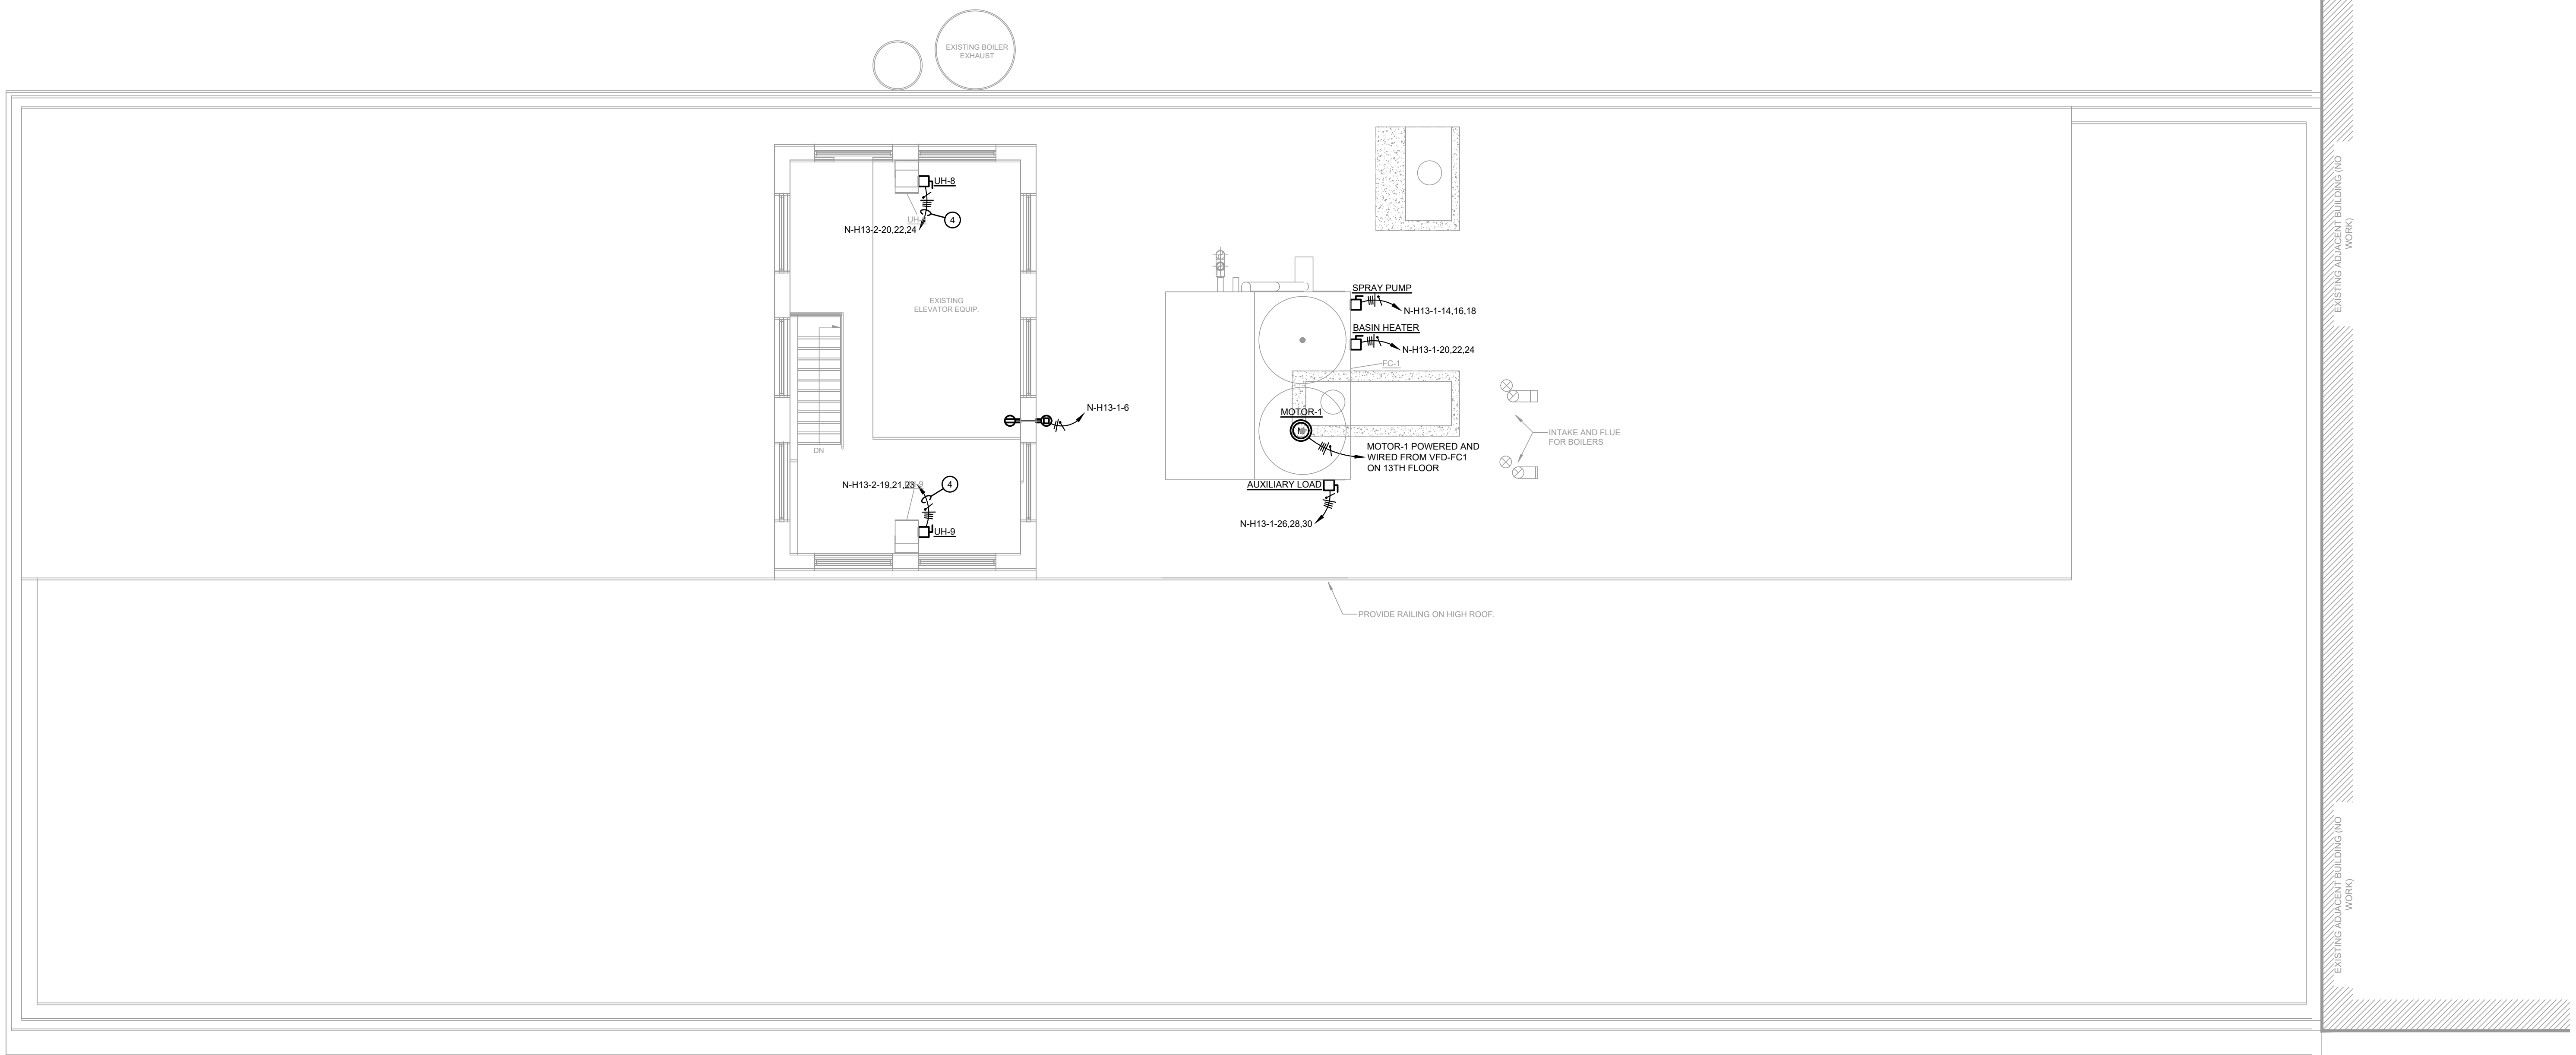 EXISTING BOILER
EXHAUST
UH-8
4
UH-
N-H13-2-20,22,24
EXISTING
ELEVATOR EQUIP.
DN
N-H13-1-6
N-H13-2-19,21,23
4
UH-9
SPRAY PUMP
N-H13-1-14,16,18
BASIN HEATER
N-H13-1-20,22,24
FC-1
MOTOR-1
MOTOR-1 POWERED AND
WIRED FROM VFD-FC1
ON 13TH FLOOR
AUXILIARY LOAD
N-H13-1-26,28,30
INTAKE AND FLUE
FOR BOILERS
PROVIDE RAILING ON HIGH ROOF.
EXISTING ADJACENT BUILDING (NO
WORK)
EXISTING ADJACENT BUILDING (NO
WORK)